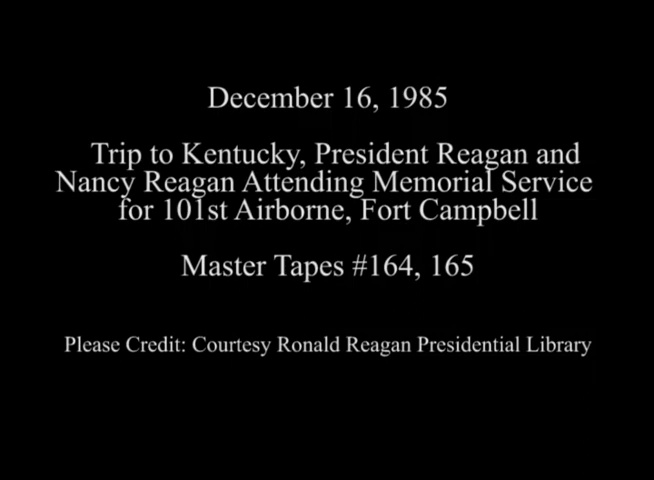 December 16, 1985
Trip to Kentucky, President Reagan and
Nancy Reagan Attending Memorial Service
for 101st Airborne, Fort Campbell
Master Tapes #164, 165
Please Credit: Courtesy Ronald Reagan Presidential Library